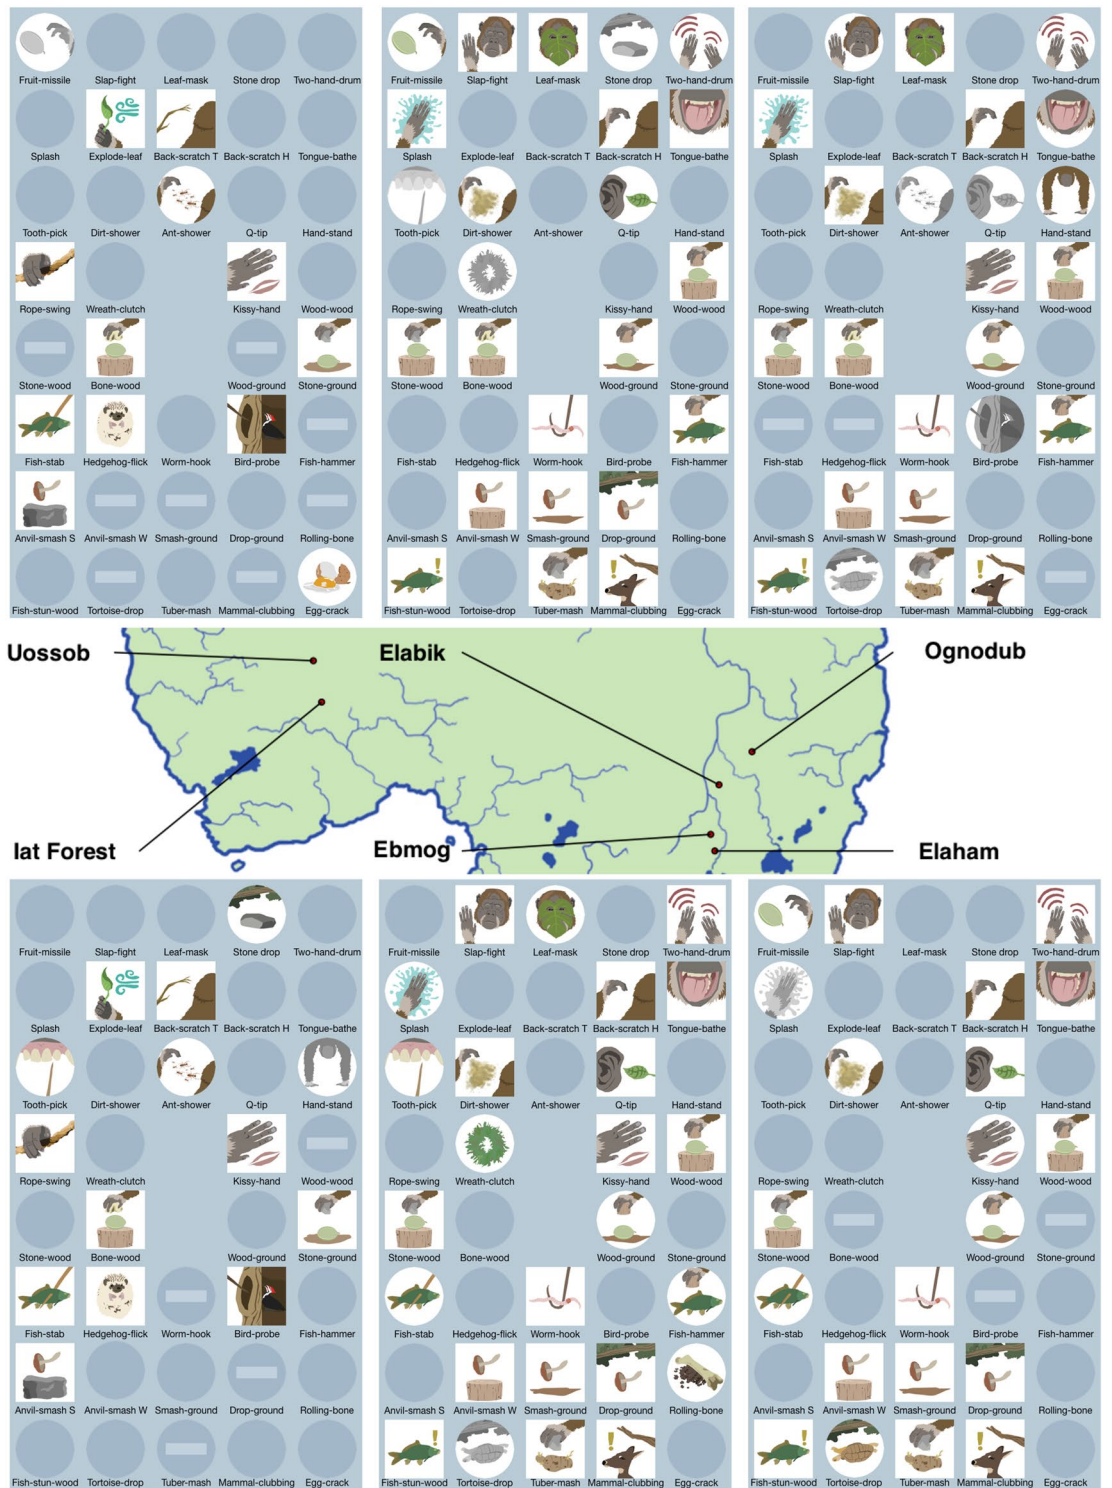 Fruit-missile Slap-fight Leaf-mask Stone drop Two-hand-drum
Splash Explode-leaf Back-scratch T Back-scratch H Tongue-bathe
Tooth-pick Dirt-shower Ant-shower Q-tip Hand-stand
Rope-swing Wreath-clutch Kissy-hand Wood-wood
Stone-wood Bone-wood Wood-ground Stone-ground
Fish-stab Hedgehog-flick Worm-hook Bird-probe Fish-hammer
Anvil-smash S Anvil-smash W Smash-ground Drop-ground Rolling-bone
Fish-stun-wood Tortoise-drop Tuber-mash Mammal-clubbing Egg-crack
Fruit-missile Slap-fight Leaf-mask Stone drop Two-hand-drum
Splash Explode-leaf Back-scratch T Back-scratch H Tongue-bathe
Tooth-pick Dirt-shower Ant-shower Q-tip Hand-stand
Rope-swing Wreath-clutch Kissy-hand Wood-wood
Stone-wood Bone-wood Wood-ground Stone-ground
Fish-stab Hedgehog-flick Worm-hook Bird-probe Fish-hammer
Anvil-smash S Anvil-smash W Smash-ground Drop-ground Rolling-bone
Fish-stun-wood Tortoise-drop Tuber-mash Mammal-clubbing Egg-crack
Fruit-missile Slap-fight Leaf-mask Stone drop Two-hand-drum
Splash Explode-leaf Back-scratch T Back-scratch H Tongue-bathe
Tooth-pick Dirt-shower Ant-shower Q-tip Hand-stand
Rope-swing Wreath-clutch Kissy-hand Wood-wood
Stone-wood Bone-wood Wood-ground Stone-ground
Fish-stab Hedgehog-flick Worm-hook Bird-probe Fish-hammer
Anvil-smash S Anvil-smash W Smash-ground Drop-ground Rolling-bone
Fish-stun-wood Tortoise-drop Tuber-mash Mammal-clubbing Egg-crack
Uossob Elabik Ognodub
Iat Forest Ebmog Elaham
Fruit-missile Slap-fight Leaf-mask Stone drop Two-hand-drum
Splash Explode-leaf Back-scratch T Back-scratch H Tongue-bathe
Tooth-pick Dirt-shower Ant-shower Q-tip Hand-stand
Rope-swing Wreath-clutch Kissy-hand Wood-wood
Stone-wood Bone-wood Wood-ground Stone-ground
Fish-stab Hedgehog-flick Worm-hook Bird-probe Fish-hammer
Anvil-smash S Anvil-smash W Smash-ground Drop-ground Rolling-bone
Fish-stun-wood Tortoise-drop Tuber-mash Mammal-clubbing Egg-crack
Fruit-missile Slap-fight Leaf-mask Stone drop Two-hand-drum
Splash Explode-leaf Back-scratch T Back-scratch H Tongue-bathe
Tooth-pick Dirt-shower Ant-shower Q-tip Hand-stand
Rope-swing Wreath-clutch Kissy-hand Wood-wood
Stone-wood Bone-wood Wood-ground Stone-ground
Fish-stab Hedgehog-flick Worm-hook Bird-probe Fish-hammer
Anvil-smash S Anvil-smash W Smash-ground Drop-ground Rolling-bone
Fish-stun-wood Tortoise-drop Tuber-mash Mammal-clubbing Egg-crack
Fruit-missile Slap-fight Leaf-mask Stone drop Two-hand-drum
Splash Explode-leaf Back-scratch T Back-scratch H Tongue-bathe
Tooth-pick Dirt-shower Ant-shower Q-tip Hand-stand
Rope-swing Wreath-clutch Kissy-hand Wood-wood
Stone-wood Bone-wood Wood-ground Stone-ground
Fish-stab Hedgehog-flick Worm-hook Bird-probe Fish-hammer
Anvil-smash S Anvil-smash W Smash-ground Drop-ground Rolling-bone
Fish-stun-wood Tortoise-drop Tuber-mash Mammal-clubbing Egg-crack